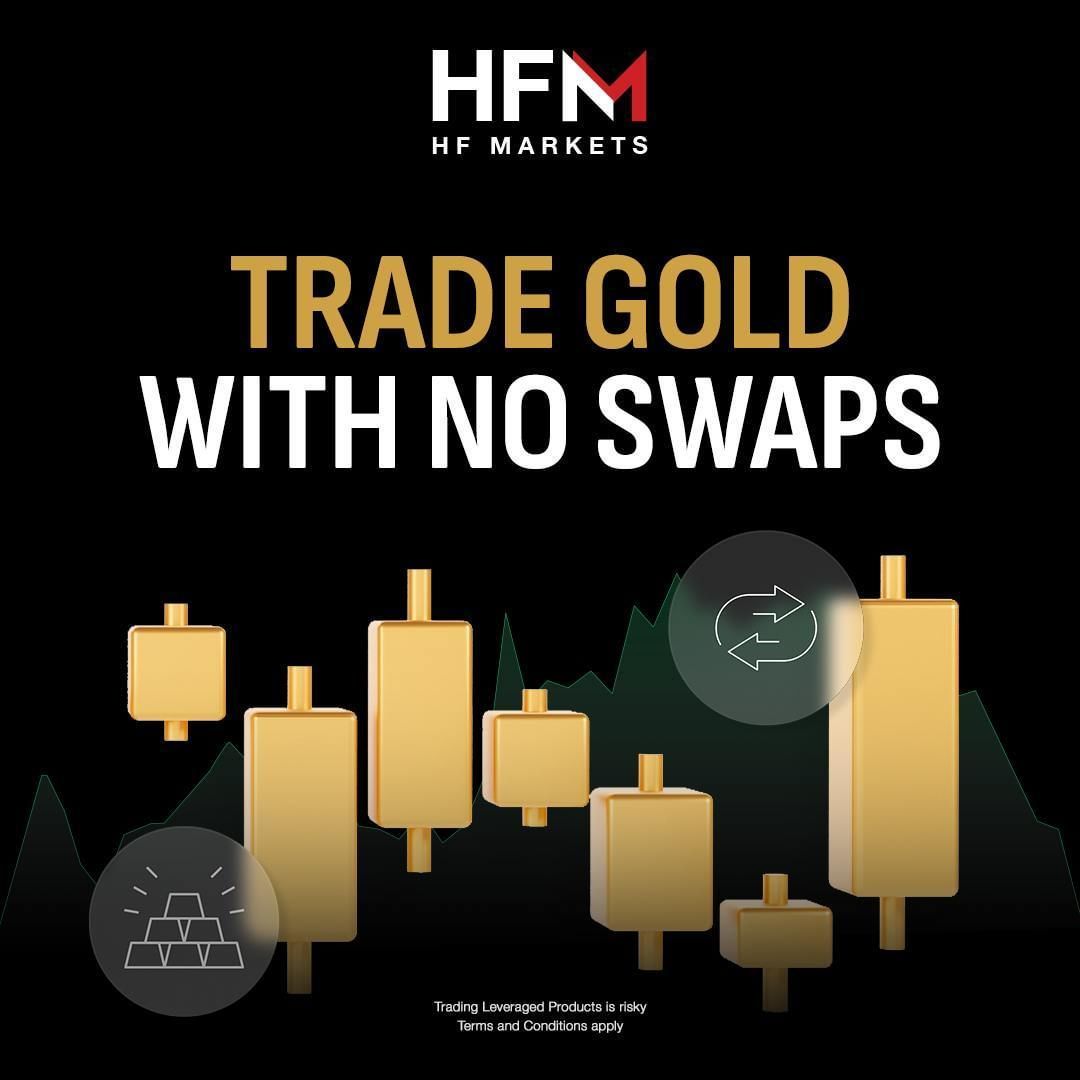 HFM
HF MARKETS
TRADE GOLD
WITH NO SWAPS
Trading Leveraged Products is risky
Terms and Conditions apply